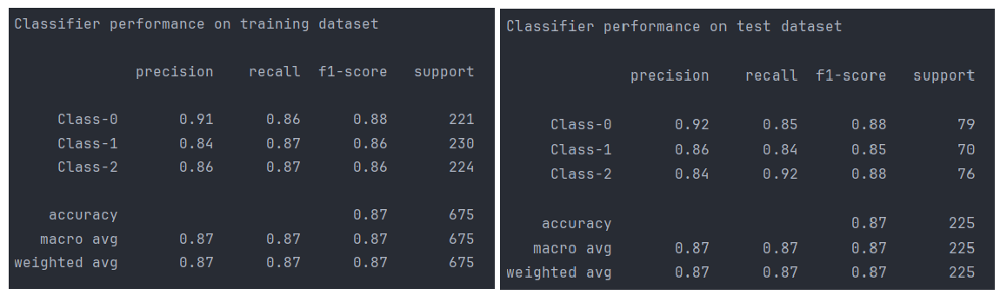 Classifier performance on training dataset
precision recall f1-score support
Class-0 0.91 0.86 0.88 221
Class-1 0.84 0.87 0.86 230
Class-2 0.86 0.87 0.86 224
accuracy 0.87 675
macro avg 0.87 0.87 0.87 675
weighted avg 0.87 0.87 0.87 675
Classifier performance on test dataset
precision recall f1-score support
Class-0 0.92 0.85 0.88 79
Class-1 0.86 0.84 0.85 70
Class-2 0.84 0.92 0.88 76
accuracy 0.87 225
macro avg 0.87 0.87 0.87 225
weighted avg 0.87 0.87 0.87 225